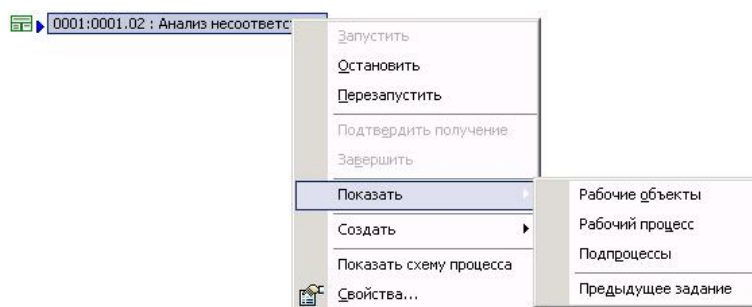 0001:0001.02 : Анализ несоответст
Запустить
Остановить
Перезапустить
Подтвердить получение
Завершить
Показать
Создать
Показать схему процесса
Свойства...
Рабочие объекты
Рабочий процесс
Подпроцессы
Предыдущее задание